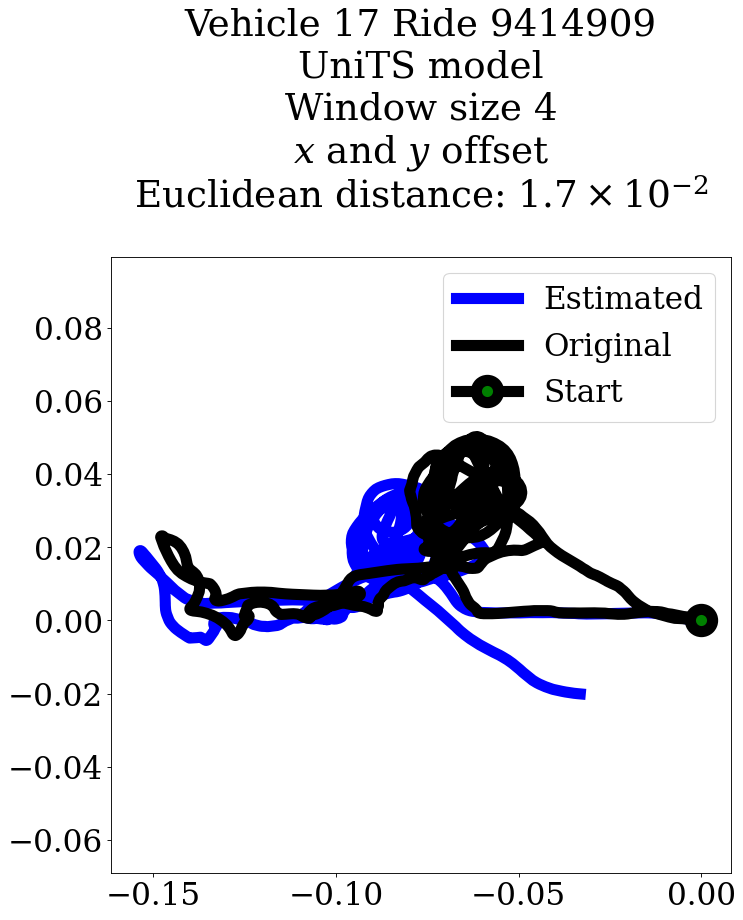 Vehicle 17 Ride 9414909
UniTS model
Window size 4
x and y offset
Euclidean distance: 1.7 × 10⁻²
Estimated
Original
Start
0.08
0.06
0.04
0.02
0.00
−0.02
−0.04
−0.06
−0.15 −0.10 −0.05 0.00